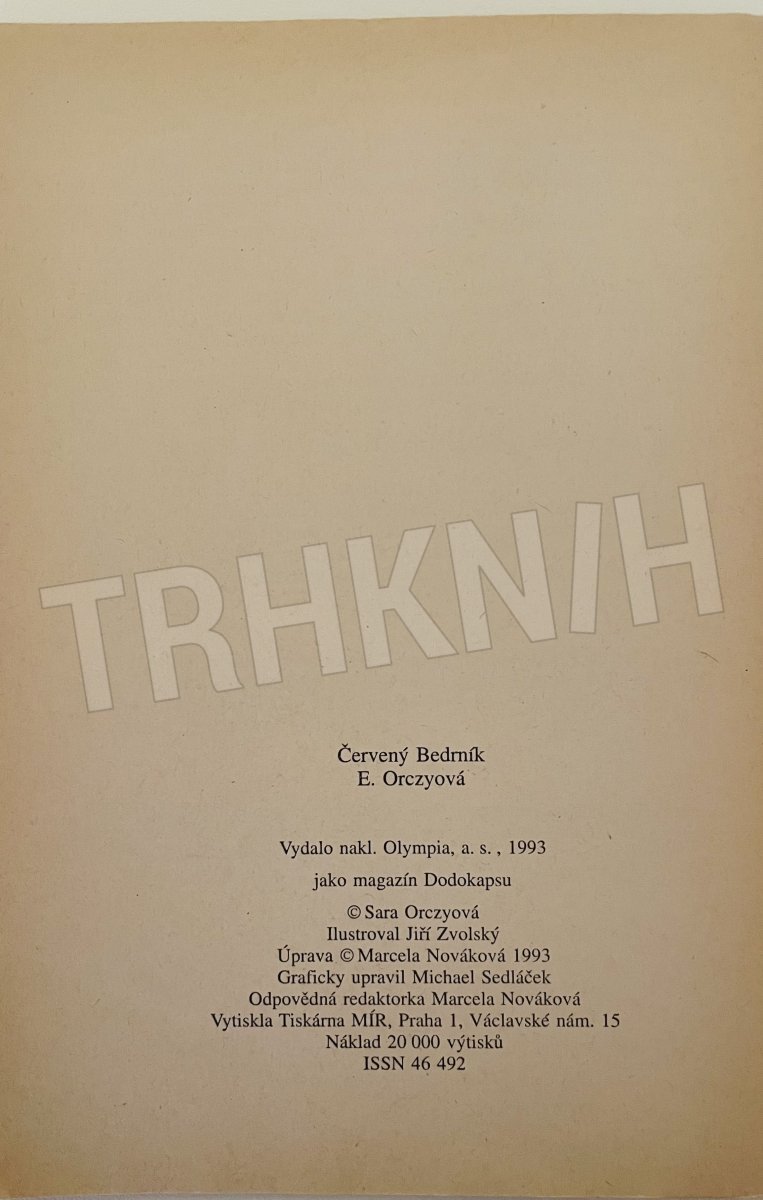 TRHKNIH
Červený Bedrník
E. Orczyová
Vydalo nakl. Olympia, a. s. , 1993
jako magazín Dodokapsu
© Sara Orczyová
Ilustroval Jiří Zvolský
Úprava © Marcela Nováková 1993
Graficky upravil Michael Sedláček
Odpovědná redaktorka Marcela Nováková
Vytiskla Tiskárna MÍR, Praha 1, Václavské nám. 15
Náklad 20 000 výtisků
ISSN 46 492